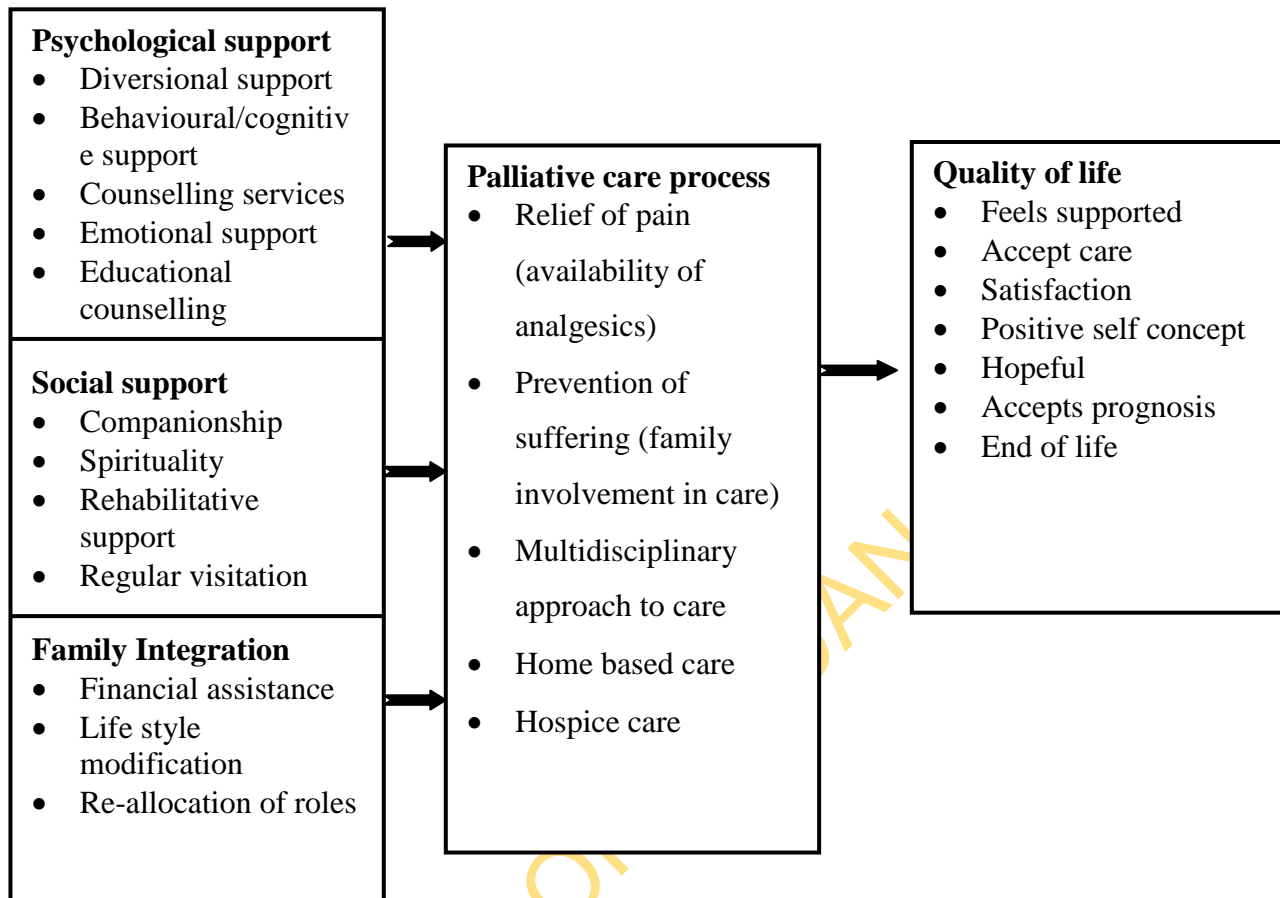 Psychological support
• Diversional support
• Behavioural/cognitiv
e support
• Counselling services
• Emotional support
• Educational
counselling
Social support
• Companionship
• Spirituality
• Rehabilitative
support
• Regular visitation
Family Integration
• Financial assistance
• Life style
modification
• Re-allocation of roles
Palliative care process
• Relief of pain
(availability of
analgesics)
• Prevention of
suffering (family
involvement in care)
• Multidisciplinary
approach to care
• Home based care
• Hospice care
Quality of life
• Feels supported
• Accept care
• Satisfaction
• Positive self concept
• Hopeful
• Accepts prognosis
• End of life